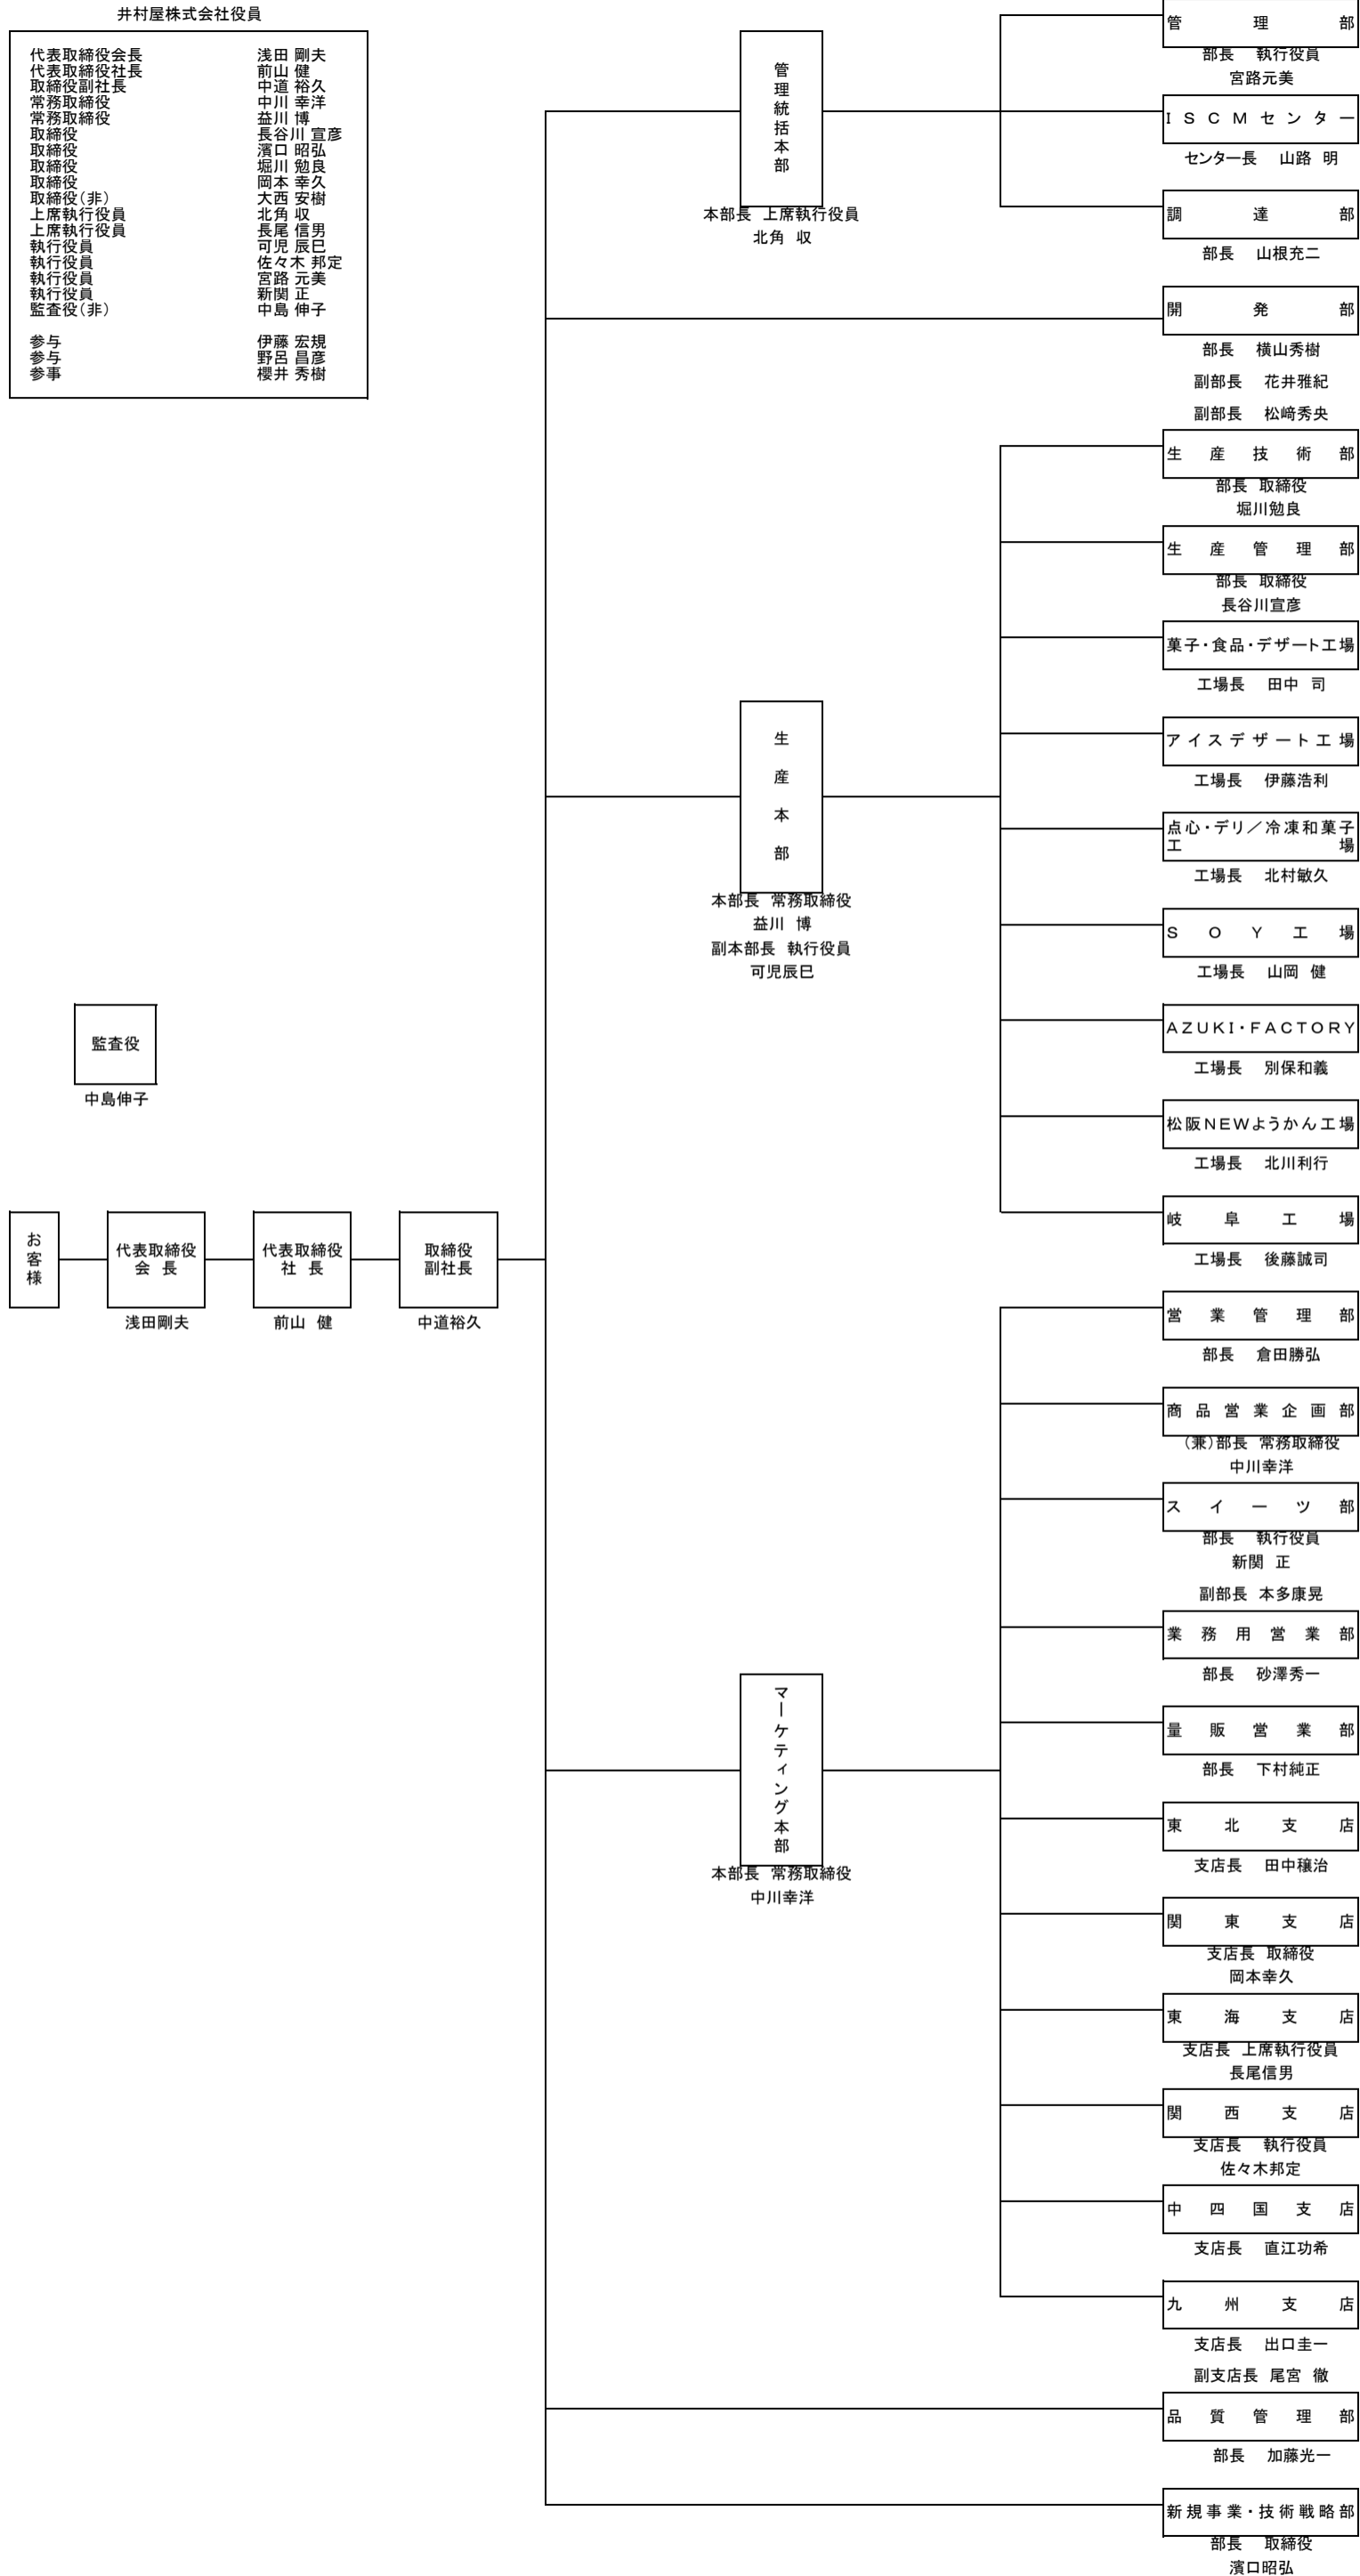 井村屋株式会社役員
代表取締役会長 浅田 剛夫
代表取締役社長 前山 健
取締役副社長 中道 裕久
常務取締役 中川 幸洋
常務取締役 益川 博
取締役 長谷川 宣彦
取締役 濱口 昭弘
取締役 堀川 勉良
取締役 岡本 幸久
取締役(非) 大西 安樹
上席執行役員 北角 収
上席執行役員 長尾 信男
執行役員 可児 辰巳
執行役員 佐々木 邦定
執行役員 宮路 元美
執行役員 新関 正
監査役(非) 中島 伸子
参与 伊藤 宏規
参与 野呂 昌彦
参事 櫻井 秀樹
監査役
中島伸子
お客様
代表取締役
会 長
浅田剛夫
代表取締役
社 長
前山 健
取締役
副社長
中道裕久
管理統括本部
本部長 上席執行役員
北角 収
管理部
部長 執行役員
宮路元美
ISCMセンター
センター長 山路 明
調達部
部長 山根充二
開発部
部長 横山秀樹
副部長 花井雅紀
副部長 松﨑秀央
生産本部
本部長 常務取締役
益川 博
副本部長 執行役員
可児辰巳
生産技術部
部長 取締役
堀川勉良
生産管理部
部長 取締役
長谷川宣彦
菓子・食品・デザート工場
工場長 田中 司
アイスデザート工場
工場長 伊藤浩利
点心・デリ/冷凍和菓子
工場
工場長 北村敏久
SOY工場
工場長 山岡 健
AZUKI・FACTORY
工場長 別保和義
松阪NEWようかん工場
工場長 北川利行
岐阜工場
工場長 後藤誠司
マーケティング本部
本部長 常務取締役
中川幸洋
営業管理部
部長 倉田勝弘
商品営業企画部
(兼)部長 常務取締役
中川幸洋
スイーツ部
部長 執行役員
新関 正
副部長 本多康晃
業務用営業部
部長 砂澤秀一
量販営業部
部長 下村純正
東北支店
支店長 田中穣治
関東支店
支店長 取締役
岡本幸久
東海支店
支店長 上席執行役員
長尾信男
関西支店
支店長 執行役員
佐々木邦定
中四国支店
支店長 直江功希
九州支店
支店長 出口圭一
副支店長 尾宮 徹
品質管理部
部長 加藤光一
新規事業・技術戦略部
部長 取締役
濱口昭弘